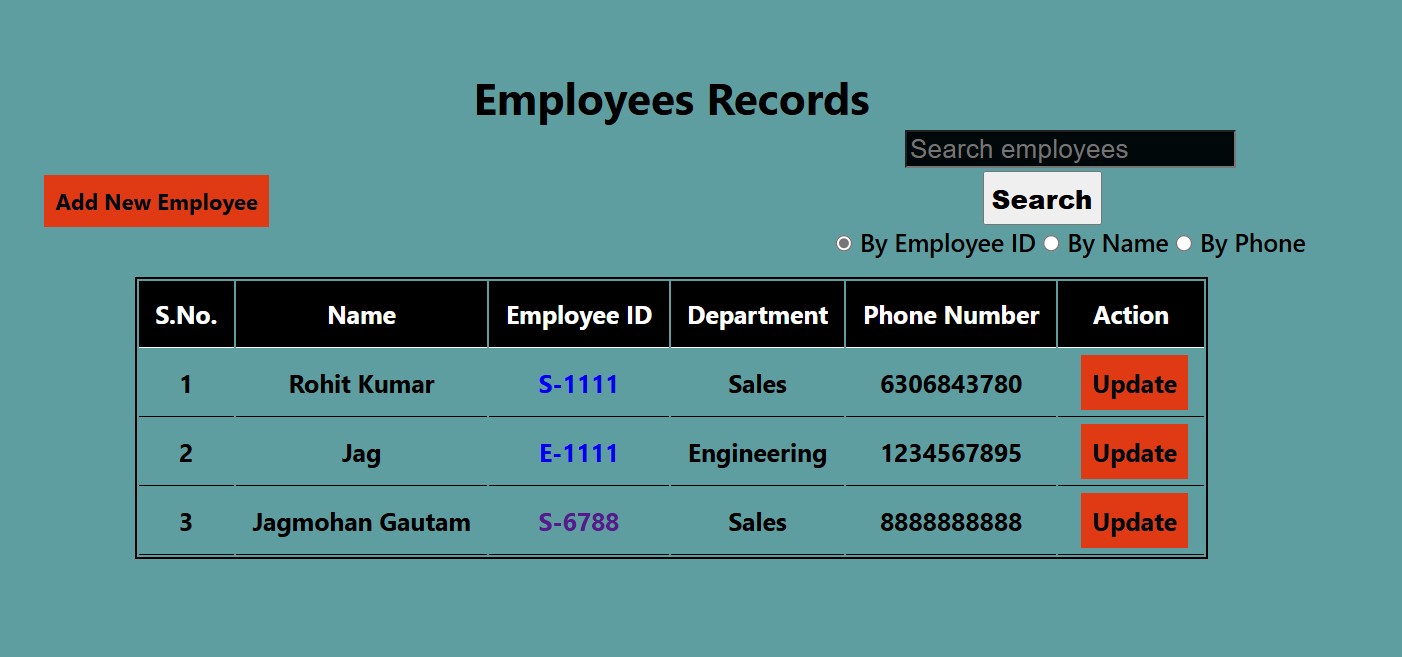 Employees Records
Search employees
Add New Employee
Search
By Employee ID By Name By Phone
S.No. Name Employee ID Department Phone Number Action
1 Rohit Kumar S-1111 Sales 6306843780 Update
2 Jag E-1111 Engineering 1234567895 Update
3 Jagmohan Gautam S-6788 Sales 8888888888 Update